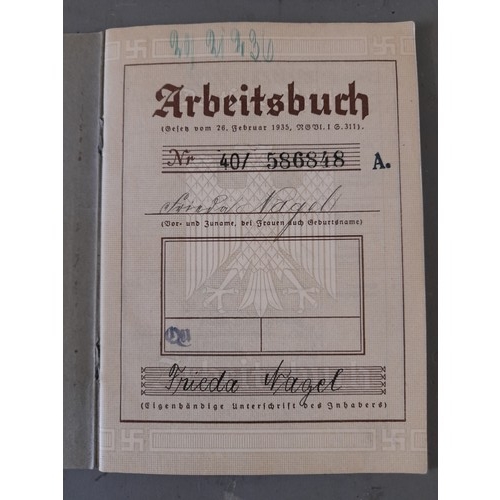 Arbeitsbuch
(Gesetz vom 26. Februar 1935, RGBl. I S. 311).
Nr 40/ 586848 A.
Frieda Nagel
(Vor- und Zuname, bei Frauen auch Geburtsname)
Frieda Nagel
(Eigenhändige Unterschrift des Inhabers)